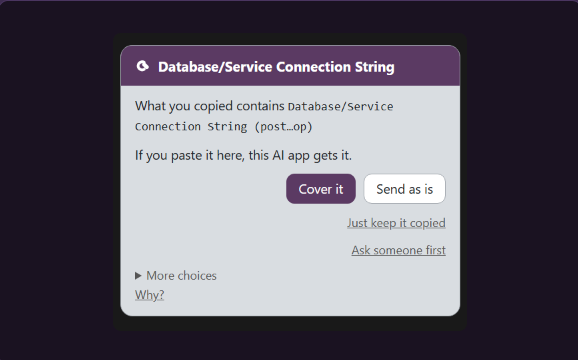 Database/Service Connection String
What you copied contains Database/Service
Connection String (post…op)
If you paste it here, this AI app gets it.
Cover it
Send as is
Just keep it copied
Ask someone first
More choices
Why?